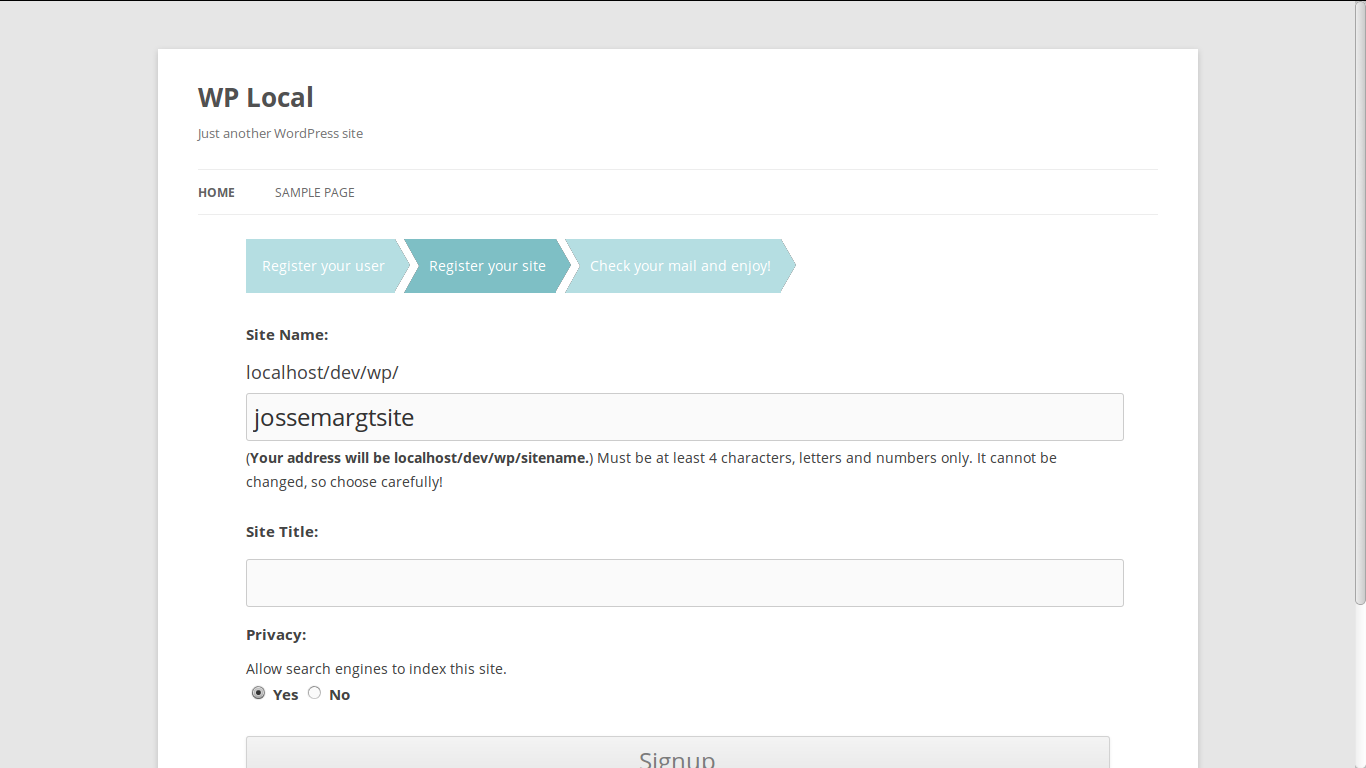 WP Local
Just another WordPress site
HOME SAMPLE PAGE
Register your user Register your site Check your mail and enjoy!
Site Name:
localhost/dev/wp/
jossemargtsite
(Your address will be localhost/dev/wp/sitename.) Must be at least 4 characters, letters and numbers only. It cannot be
changed, so choose carefully!
Site Title:
Privacy:
Allow search engines to index this site.
Yes No
Signup